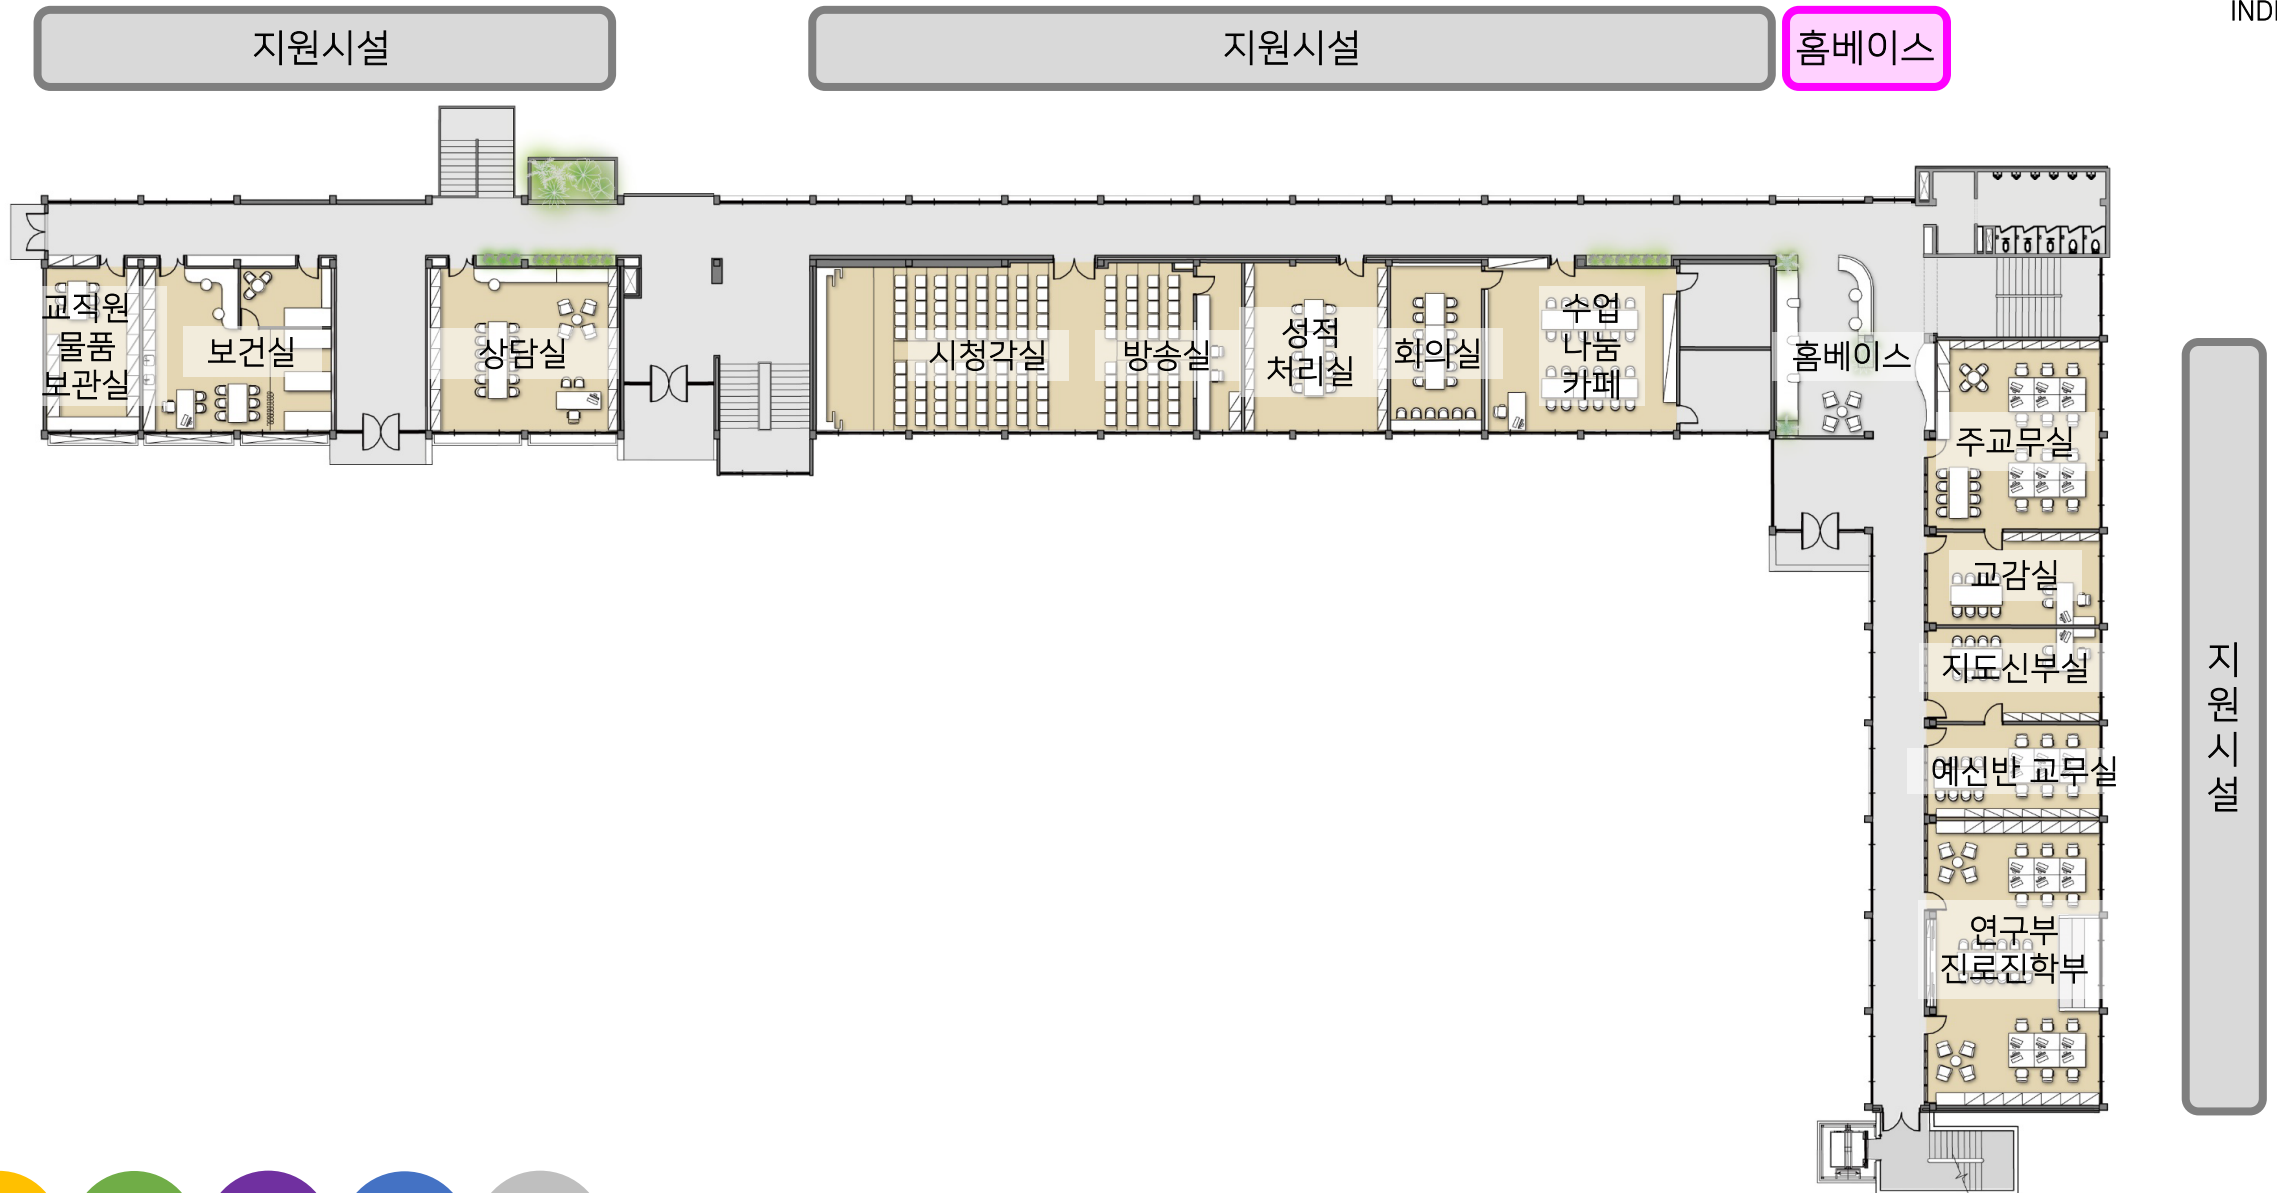 지원시설
지원시설
홈베이스
교직원
물품
보관실
보건실
상담실
시청각실
방송실
성적
처리실
회의실
수업
나눔
카페
홈베이스
주교무실
교감실
지도신부실
예신반 교무실
연구부
진로진학부
지
원
시
설